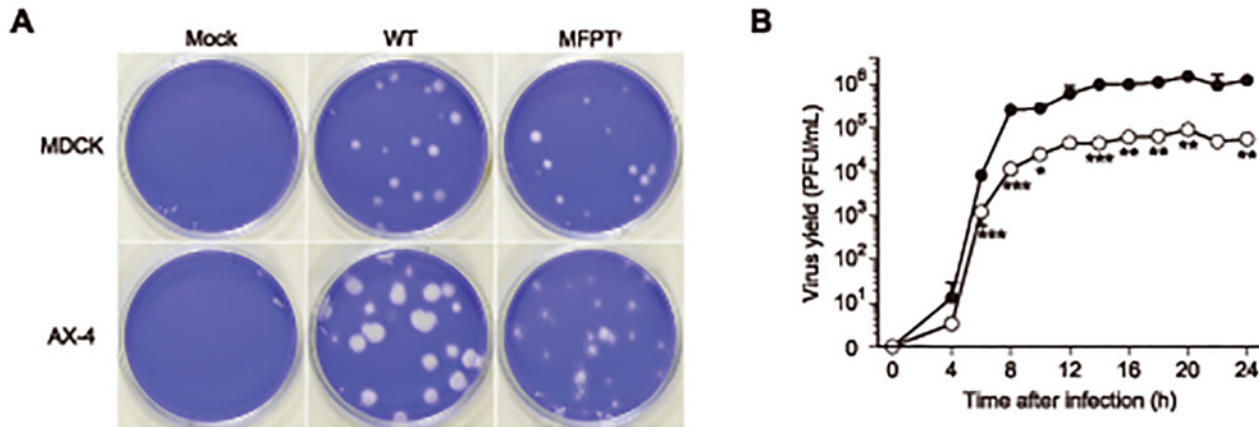 A
Mock WT MFPTʳ
MDCK
AX-4
B
Virus yield (PFU/mL)
10⁶
10⁵
10⁴
10³
10²
10¹
0
*** *** * *** ** ** ** **
0 4 8 12 16 20 24
Time after infection (h)